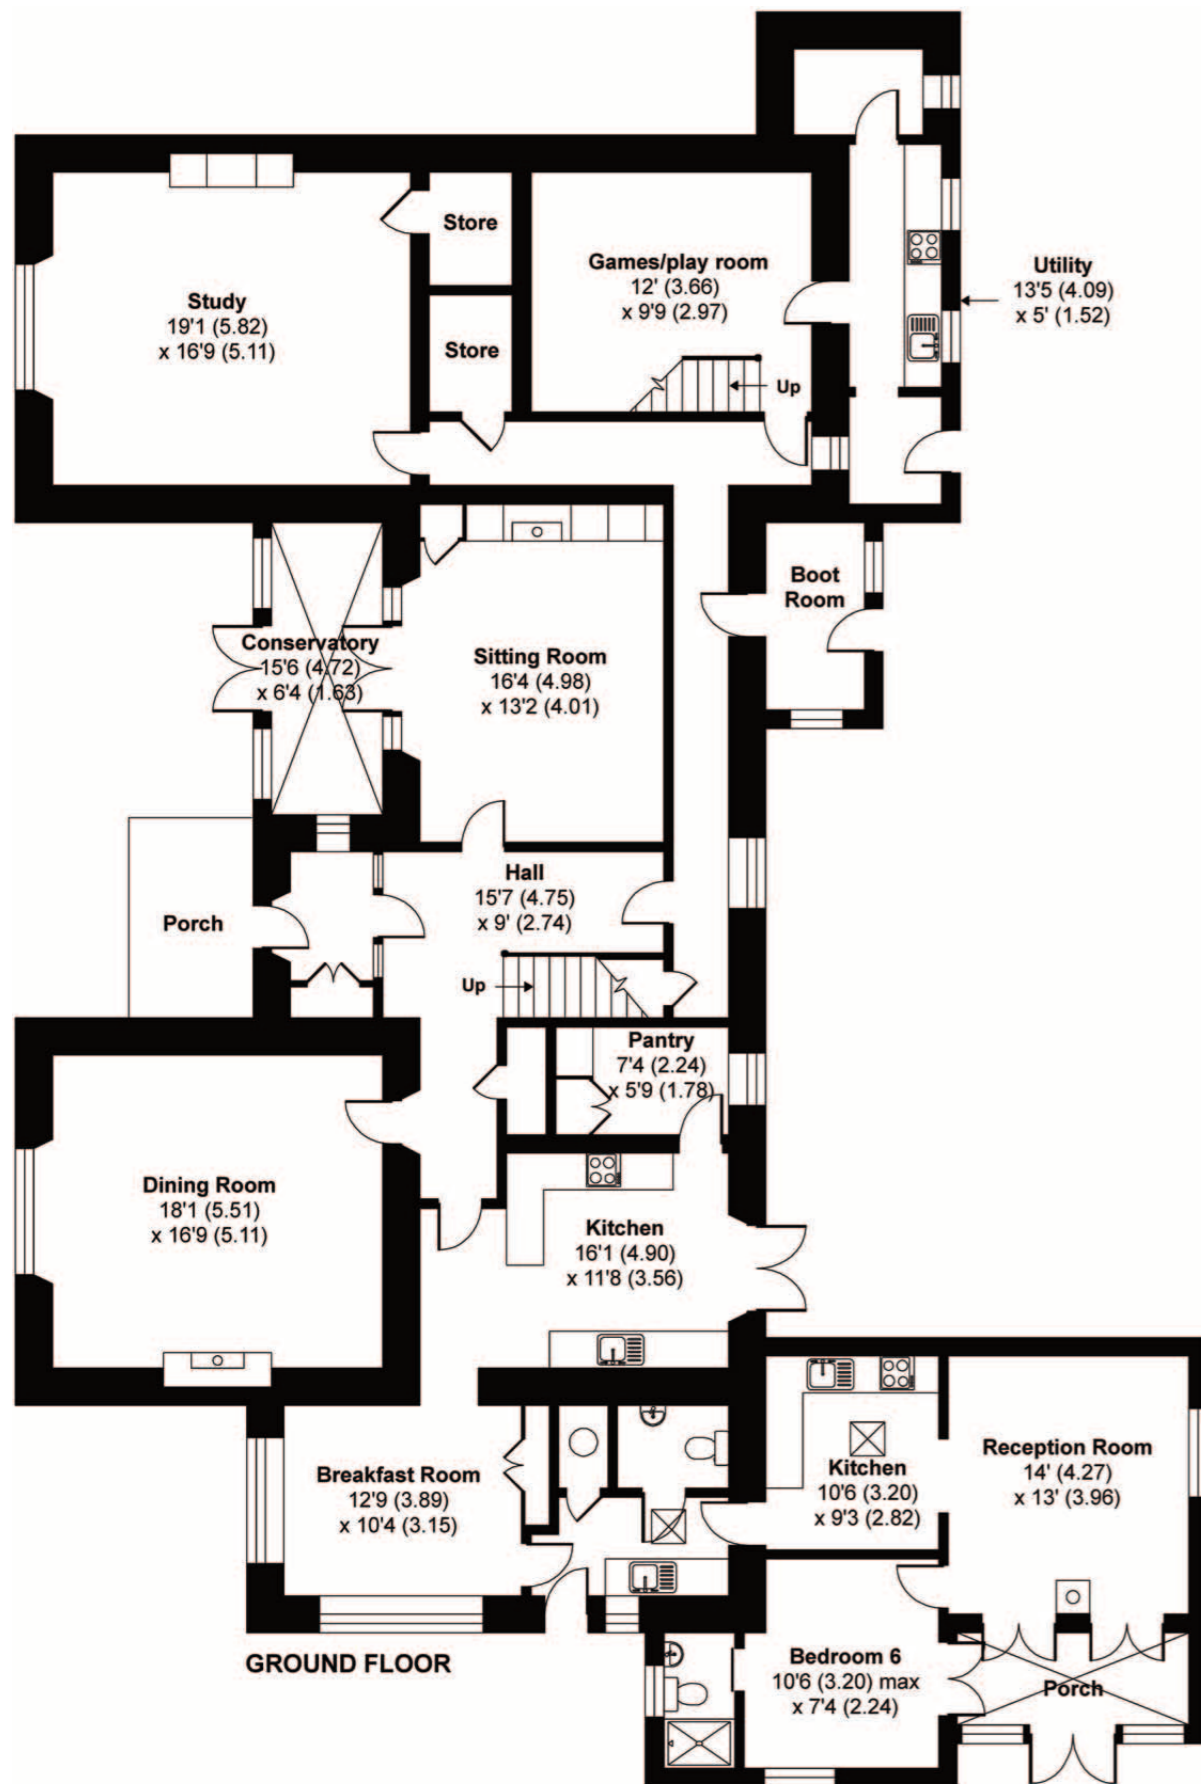 Store
Games/play room
12' (3.66)
x 9'9 (2.97)
Utility
13'5 (4.09)
x 5' (1.52)
Study
19'1 (5.82)
x 16'9 (5.11)
Store
Up
Boot
Room
Conservatory
15'6 (4.72)
x 6'4 (1.63)
Sitting Room
16'4 (4.98)
x 13'2 (4.01)
Hall
15'7 (4.75)
x 9' (2.74)
Porch
Up
Pantry
7'4 (2.24)
x 5'9 (1.78)
Dining Room
18'1 (5.51)
x 16'9 (5.11)
Kitchen
16'1 (4.90)
x 11'8 (3.56)
Breakfast Room
12'9 (3.89)
x 10'4 (3.15)
Kitchen
10'6 (3.20)
x 9'3 (2.82)
Reception Room
14' (4.27)
x 13' (3.96)
GROUND FLOOR
Bedroom 6
10'6 (3.20) max
x 7'4 (2.24)
Porch